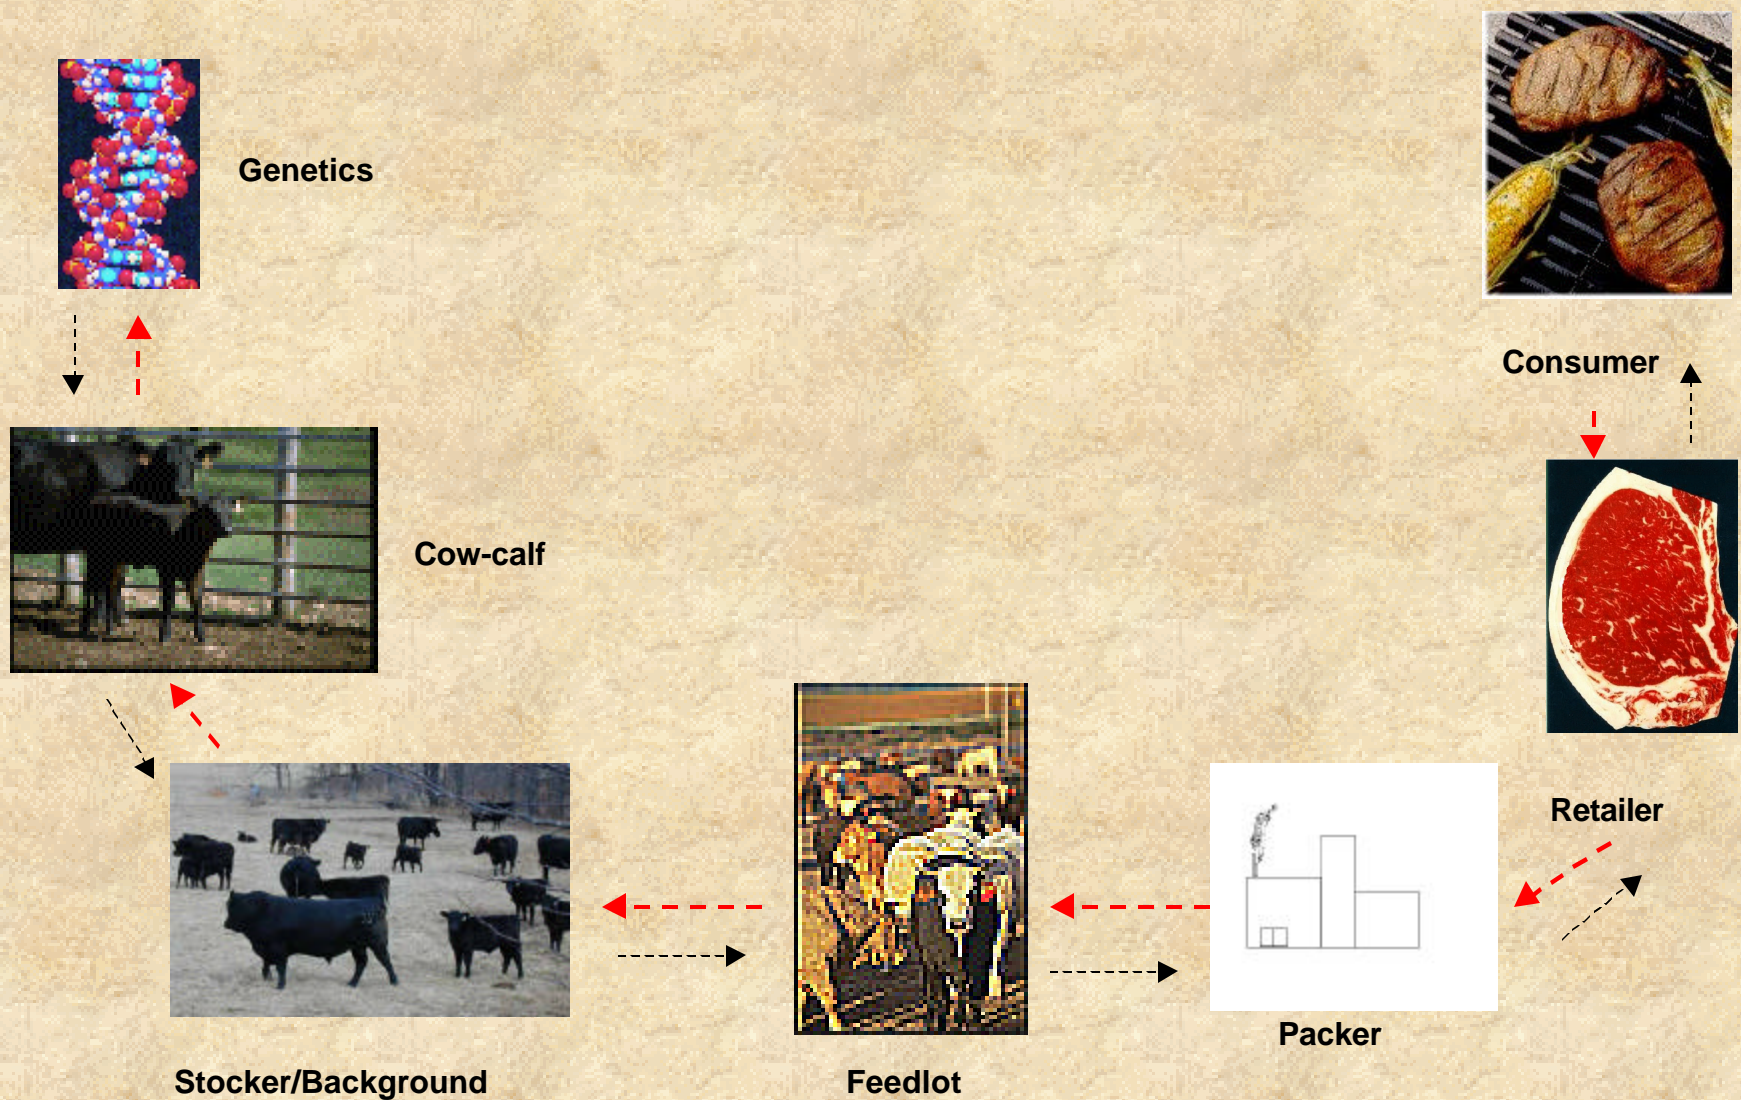 Genetics
Consumer
Cow-calf
Retailer
Packer
Stocker/Background
Feedlot